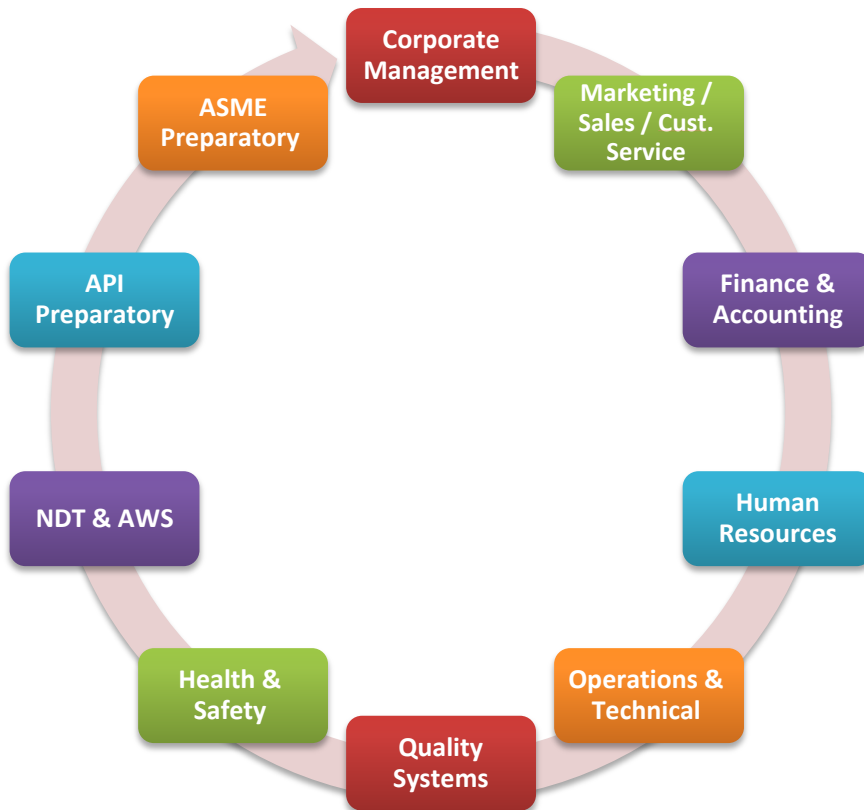 Corporate
Management
Marketing /
Sales / Cust.
Service
Finance &
Accounting
Human
Resources
Operations &
Technical
Quality
Systems
Health &
Safety
NDT & AWS
API
Preparatory
ASME
Preparatory